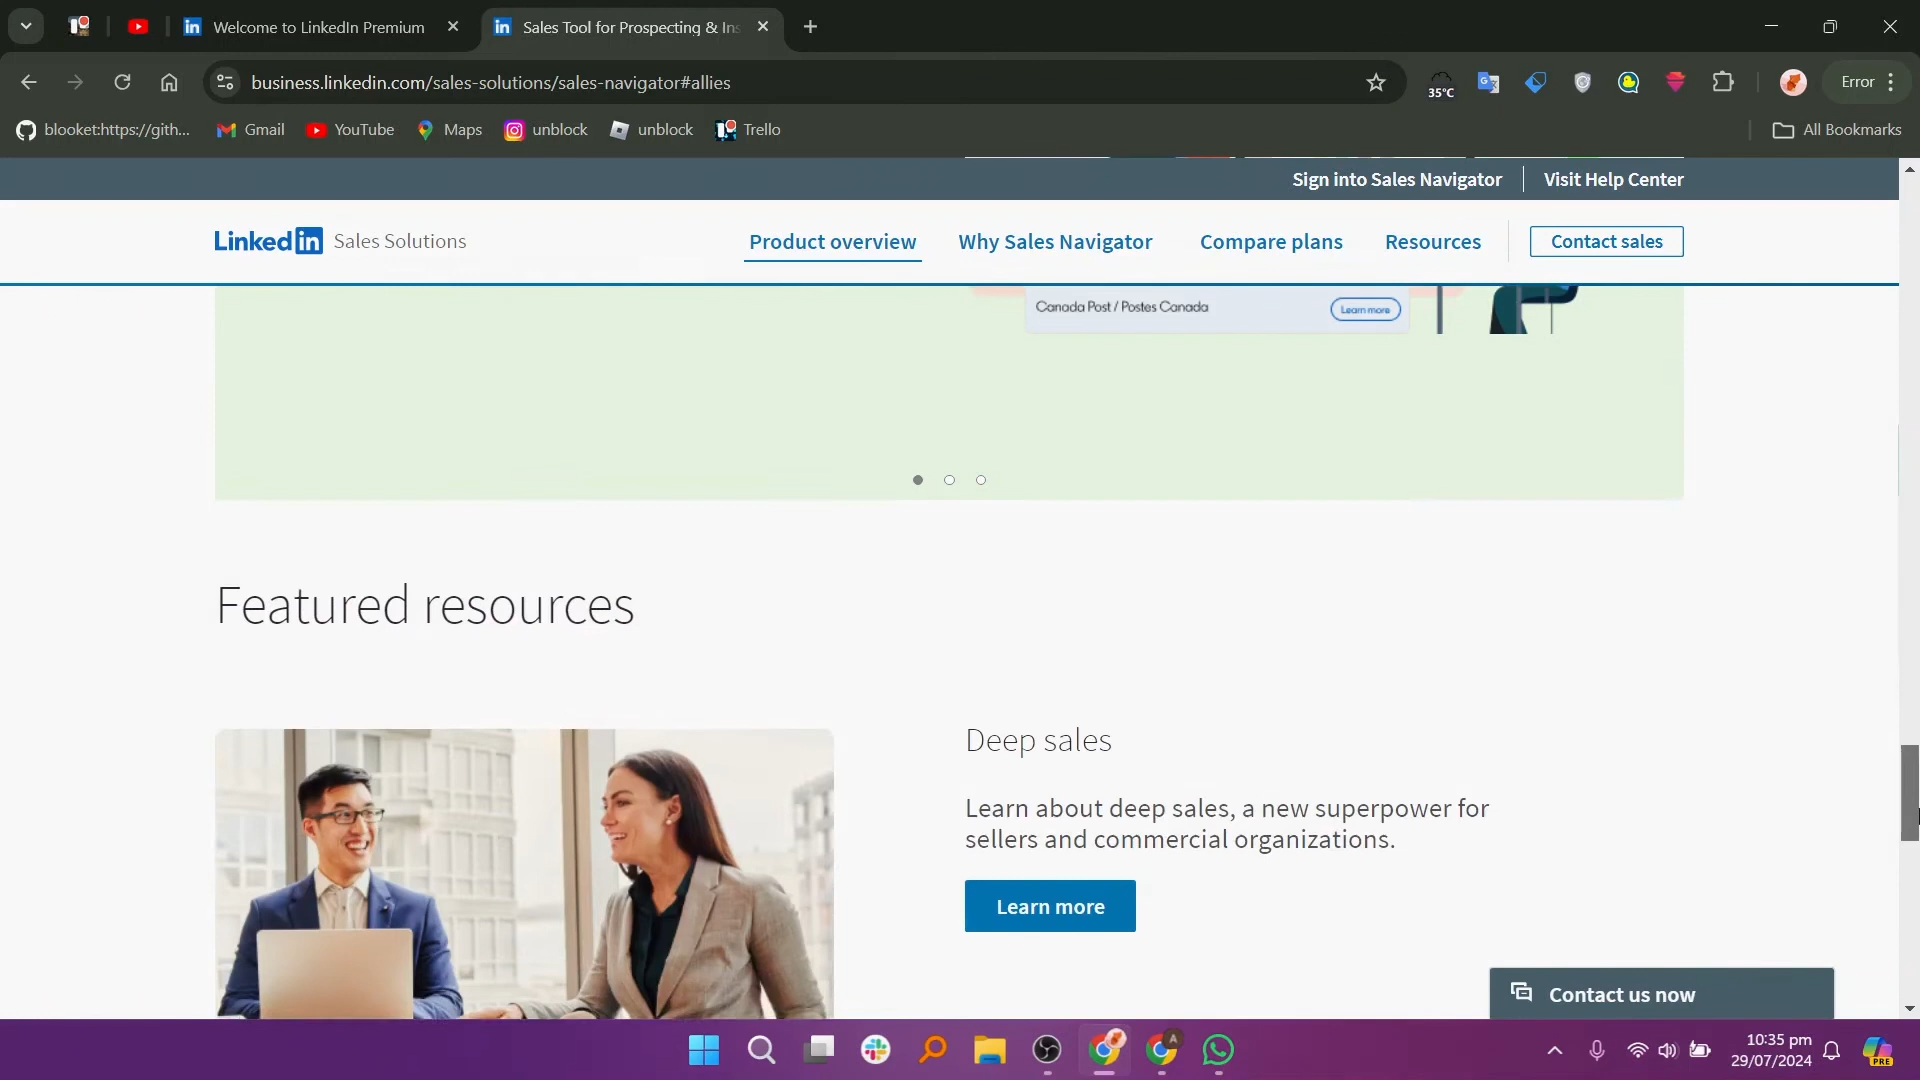 Welcome to LinkedIn Premium
Sales Tool for Prospecting & Ins
business.linkedin.com/sales-solutions/sales-navigator#allies
35°C
Error
blooket:https://gith...
Gmail
YouTube
Maps
unblock
unblock
Trello
All Bookmarks
Sign into Sales Navigator
Visit Help Center
LinkedIn Sales Solutions
Product overview
Why Sales Navigator
Compare plans
Resources
Contact sales
Canada Post / Postes Canada
Learn more
Featured resources
Deep sales
Learn about deep sales, a new superpower for
sellers and commercial organizations.
Learn more
Contact us now
10:35 pm
29/07/2024
A
PRE